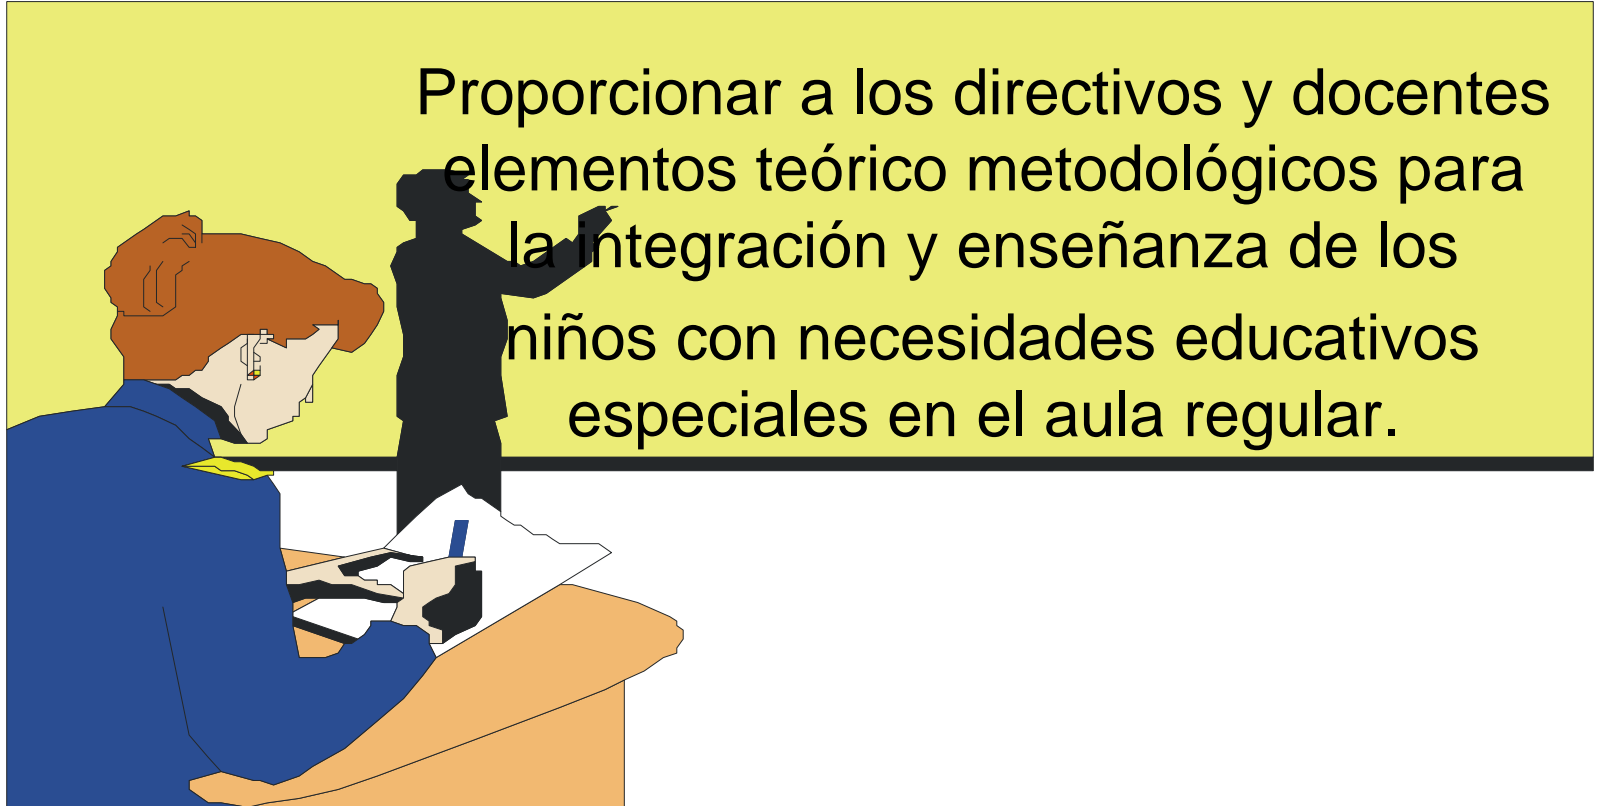 Proporcionar a los directivos y docentes
elementos teórico metodológicos para
la integración y enseñanza de los
niños con necesidades educativos
especiales en el aula regular.